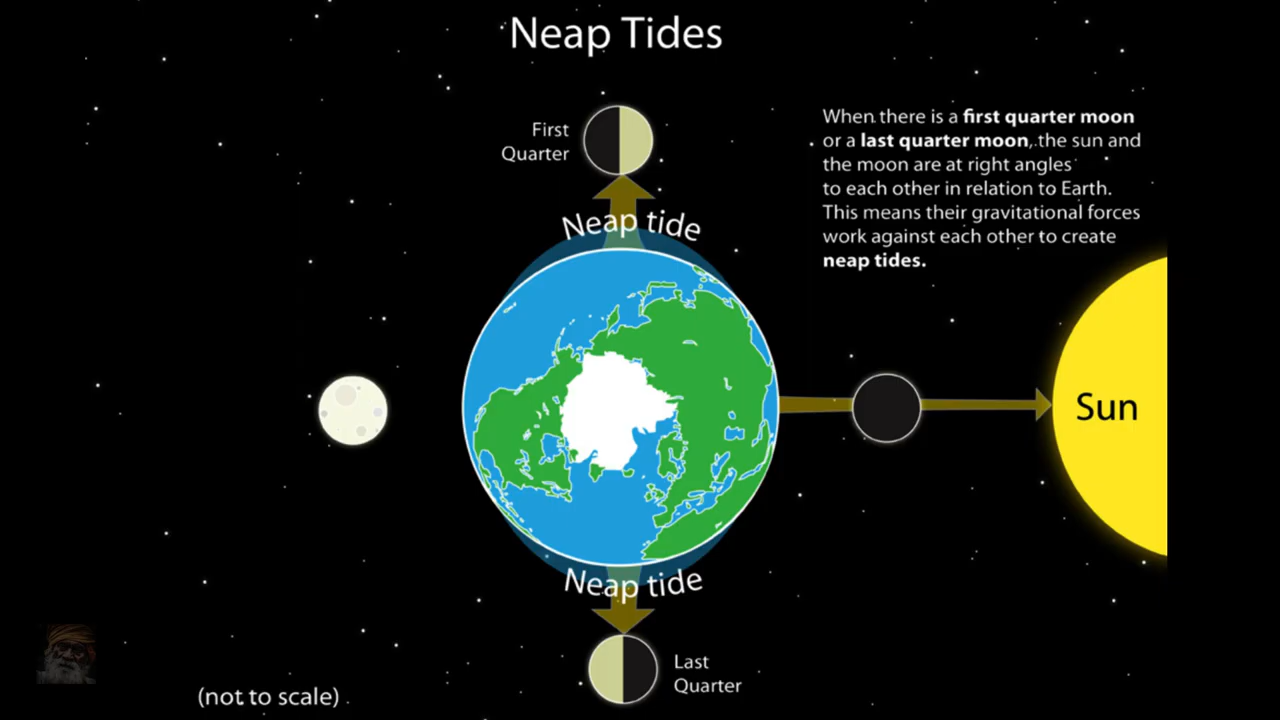 Neap Tides
First
Quarter
When there is a first quarter moon
or a last quarter moon, the sun and
the moon are at right angles
to each other in relation to Earth.
This means their gravitational forces
work against each other to create
neap tides.
Neap tide
Sun
Neap tide
Last
Quarter
(not to scale)